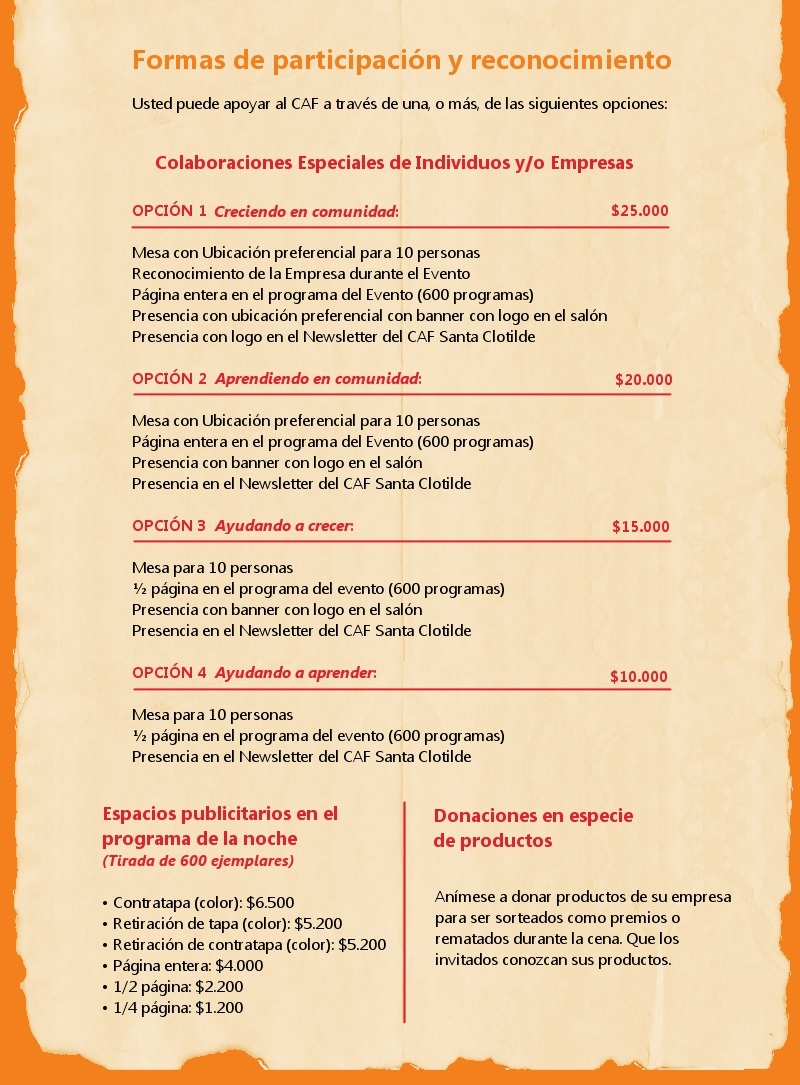 Formas de participación y reconocimiento
Usted puede apoyar al CAF a través de una, o más, de las siguientes opciones:
Colaboraciones Especiales de Individuos y/o Empresas
OPCIÓN 1 Creciendo en comunidad: $25.000
Mesa con Ubicación preferencial para 10 personas
Reconocimiento de la Empresa durante el Evento
Página entera en el programa del Evento (600 programas)
Presencia con ubicación preferencial con banner con logo en el salón
Presencia con logo en el Newsletter del CAF Santa Clotilde
OPCIÓN 2 Aprendiendo en comunidad: $20.000
Mesa con Ubicación preferencial para 10 personas
Página entera en el programa del Evento (600 programas)
Presencia con banner con logo en el salón
Presencia en el Newsletter del CAF Santa Clotilde
OPCIÓN 3 Ayudando a crecer: $15.000
Mesa para 10 personas
½ página en el programa del evento (600 programas)
Presencia con banner con logo en el salón
Presencia en el Newsletter del CAF Santa Clotilde
OPCIÓN 4 Ayudando a aprender: $10.000
Mesa para 10 personas
½ página en el programa del evento (600 programas)
Presencia en el Newsletter del CAF Santa Clotilde
Espacios publicitarios en el
programa de la noche
(Tirada de 600 ejemplares)
• Contratapa (color): $6.500
• Retiración de tapa (color): $5.200
• Retiración de contratapa (color): $5.200
• Página entera: $4.000
• 1/2 página: $2.200
• 1/4 página: $1.200
Donaciones en especie
de productos
Anímese a donar productos de su empresa
para ser sorteados como premios o
rematados durante la cena. Que los
invitados conozcan sus productos.